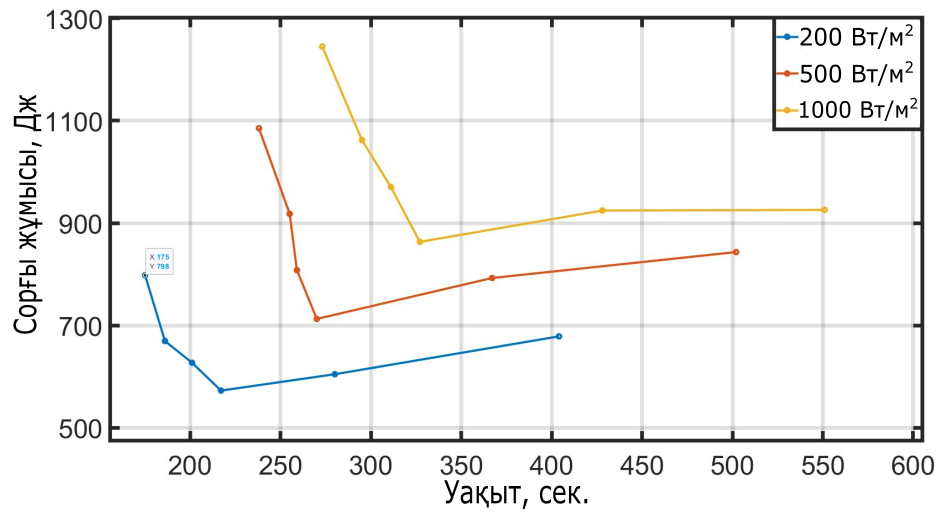 1300
1100
900
700
500
Сорғы жұмысы, Дж
200 Вт/м²
500 Вт/м²
1000 Вт/м²
X 175
Y 798
200 250 300 350 400 450 500 550 600
Уақыт, сек.